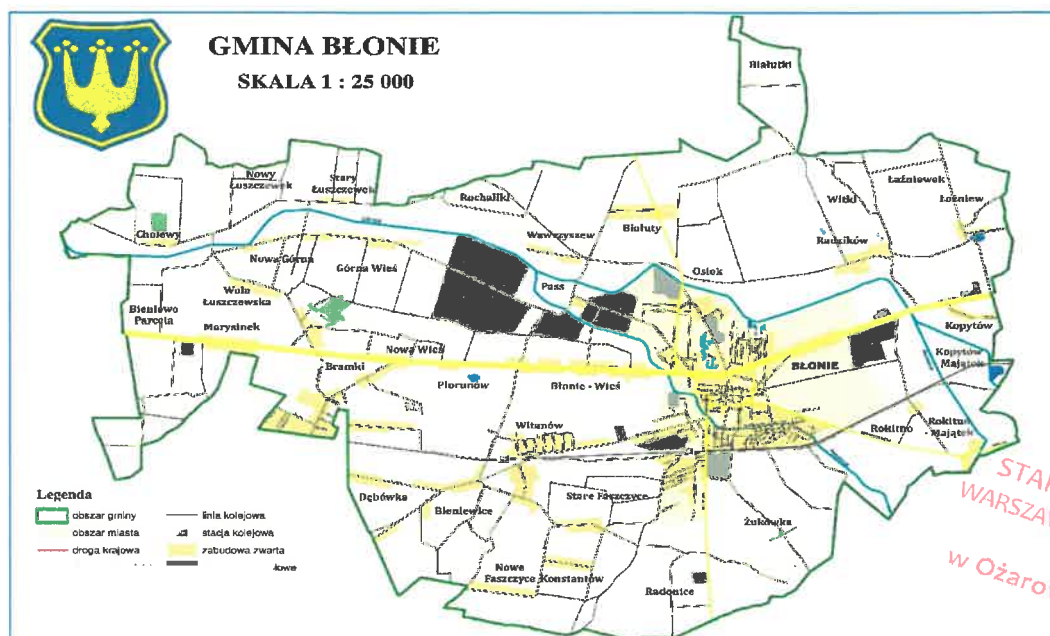 GMINA BŁONIE
SKALA 1 : 25 000
Białutki
Nowy
Łuszczewek
Stary
Łuszczewek
Łaźniewek
Rochaliki
Witki
Łoźniew
Cholewy
Wawrzyszew
Bieluty
Radzików
Nowa Górna
Górna Wieś
Osiek
Wola
Łuszczewska
Pass
Bieniewo
Parcela
Marysinek
Kopytów
Nowa Wieś
Bramki
Kopytów
Majątek
Piorunów
Błonie - Wieś
BŁONIE
Witanów
Rokitno
Rokitno
Majątek
Dębówka
Bieniewice
Stare Faszczyce
Żukówka
Nowe
Faszczyce
Konstantów
Radonice
Legenda
obszar gminy
linia kolejowa
obszar miasta
stacja kolejowa
droga krajowa
zabudowa zwarta
WARSZA
w Ożaro